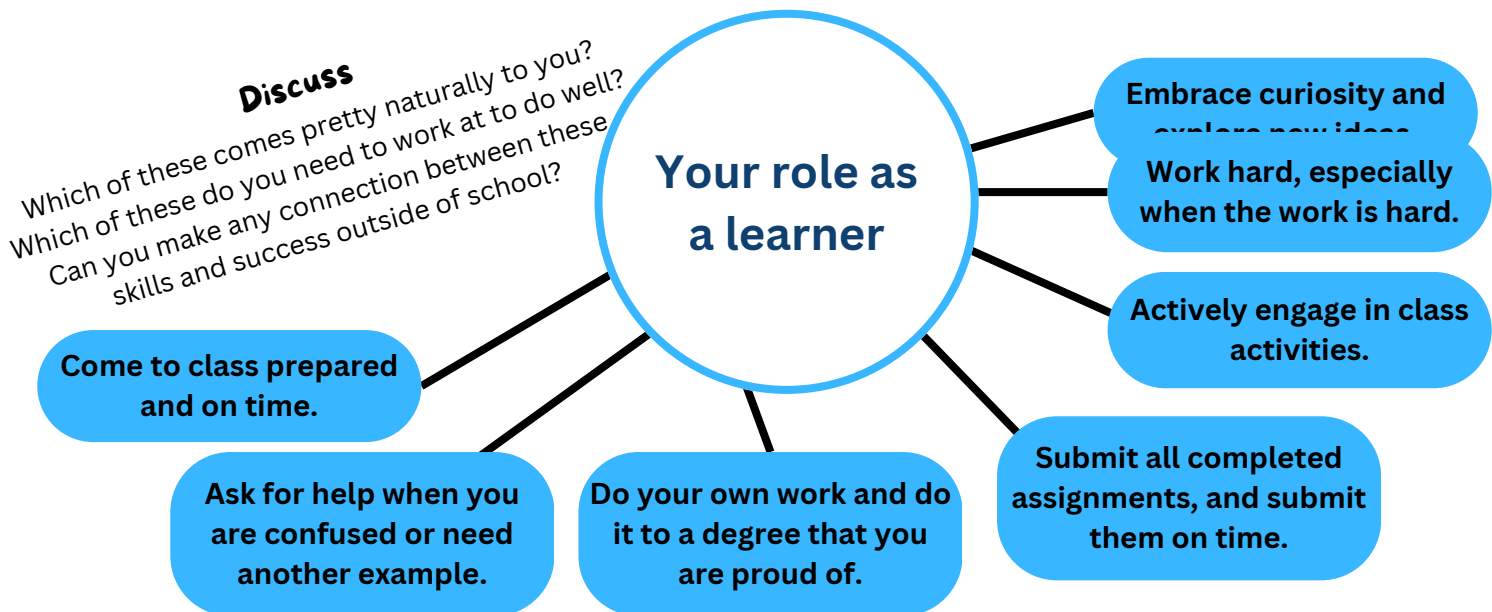 Discuss
Which of these comes pretty naturally to you?
Which of these do you need to work at to do well?
Can you make any connection between these
skills and success outside of school?
Your role as
a learner
Embrace curiosity and
explore new ideas
Work hard, especially
when the work is hard.
Actively engage in class
activities.
Submit all completed
assignments, and submit
them on time.
Do your own work and do
it to a degree that you
are proud of.
Ask for help when you
are confused or need
another example.
Come to class prepared
and on time.